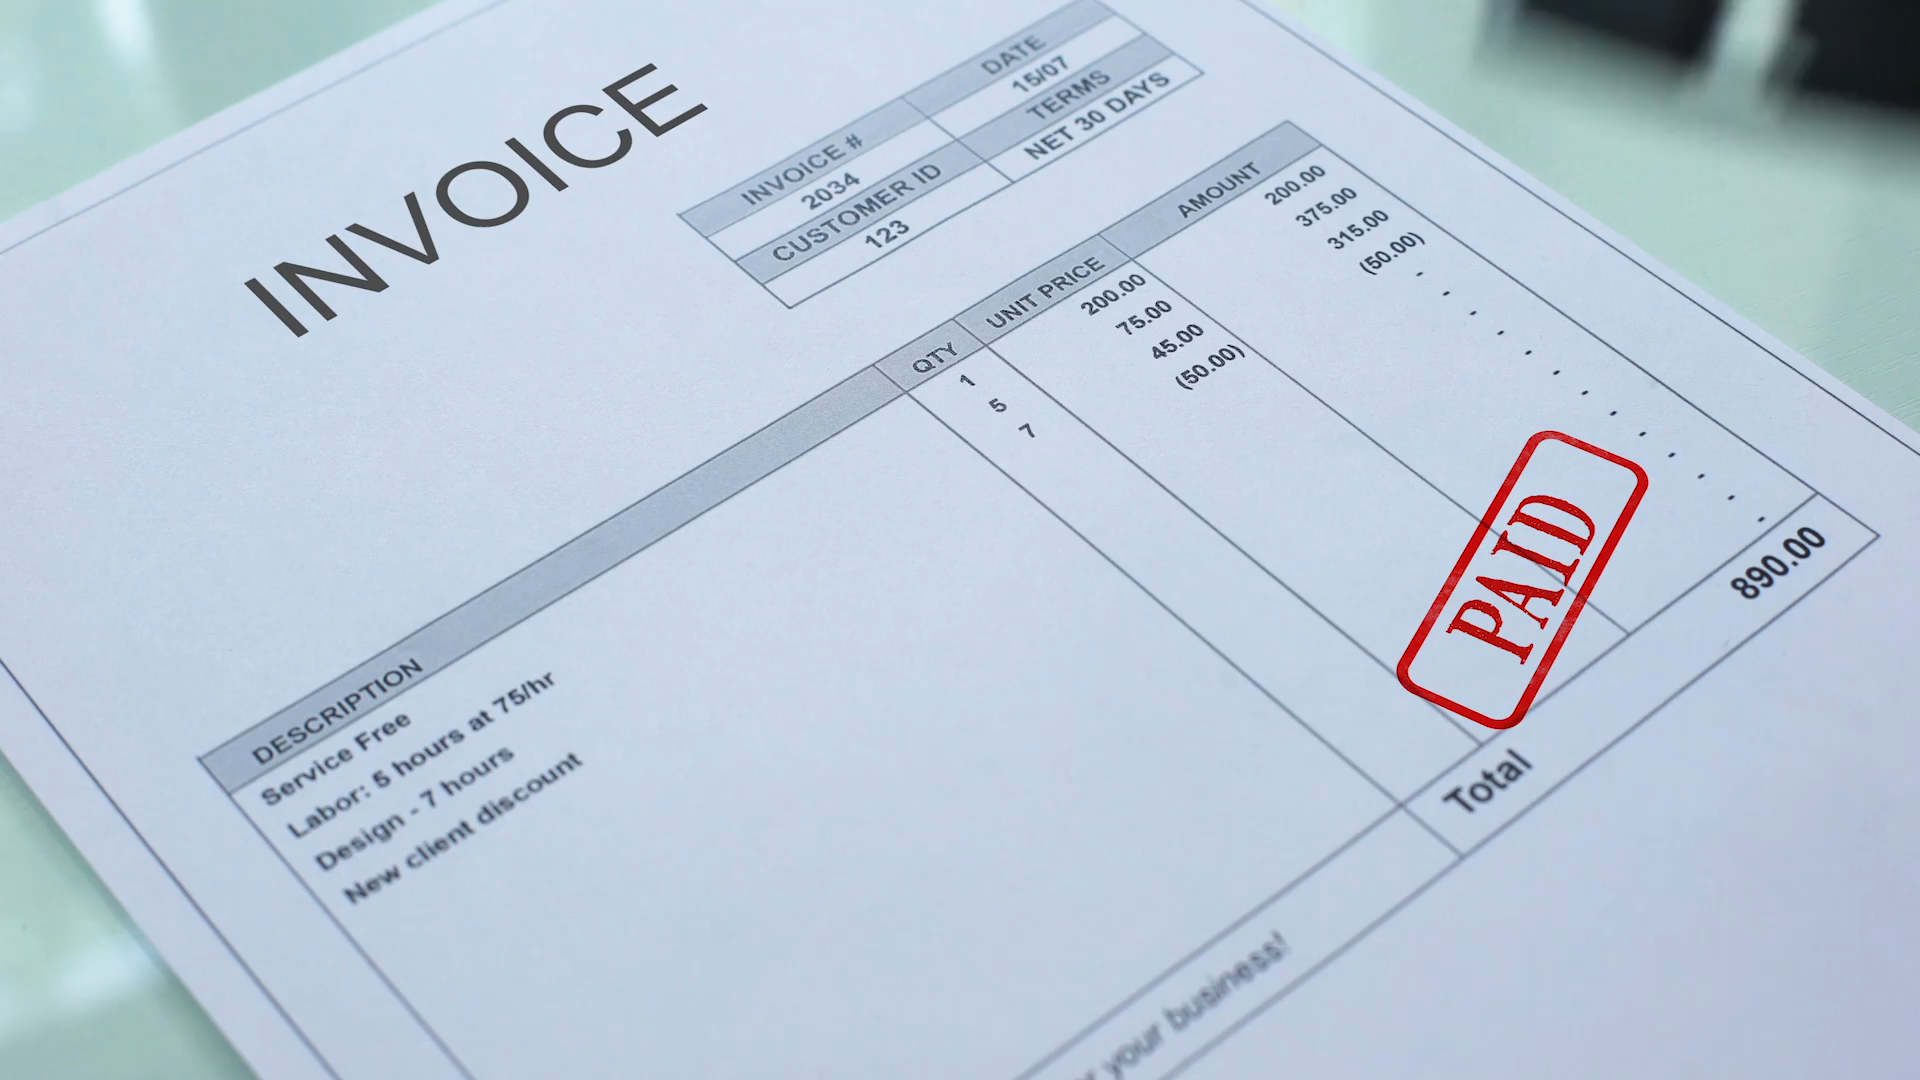 INVOICE
INVOICE # DATE
2034 15/07
CUSTOMER ID TERMS
123 NET 30 DAYS
DESCRIPTION QTY UNIT PRICE AMOUNT
Service Free 1 200.00 200.00
Labor: 5 hours at 75/hr 5 75.00 375.00
Design - 7 hours 7 45.00 315.00
New client discount (50.00) (50.00)
-
-
-
-
-
-
-
-
-
-
-
-
-
PAID
Total 890.00
your business!